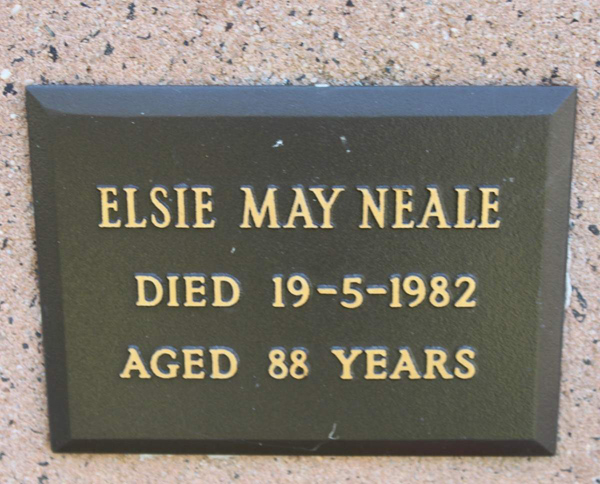 ELSIE MAY NEALE
DIED 19-5-1982
AGED 88 YEARS